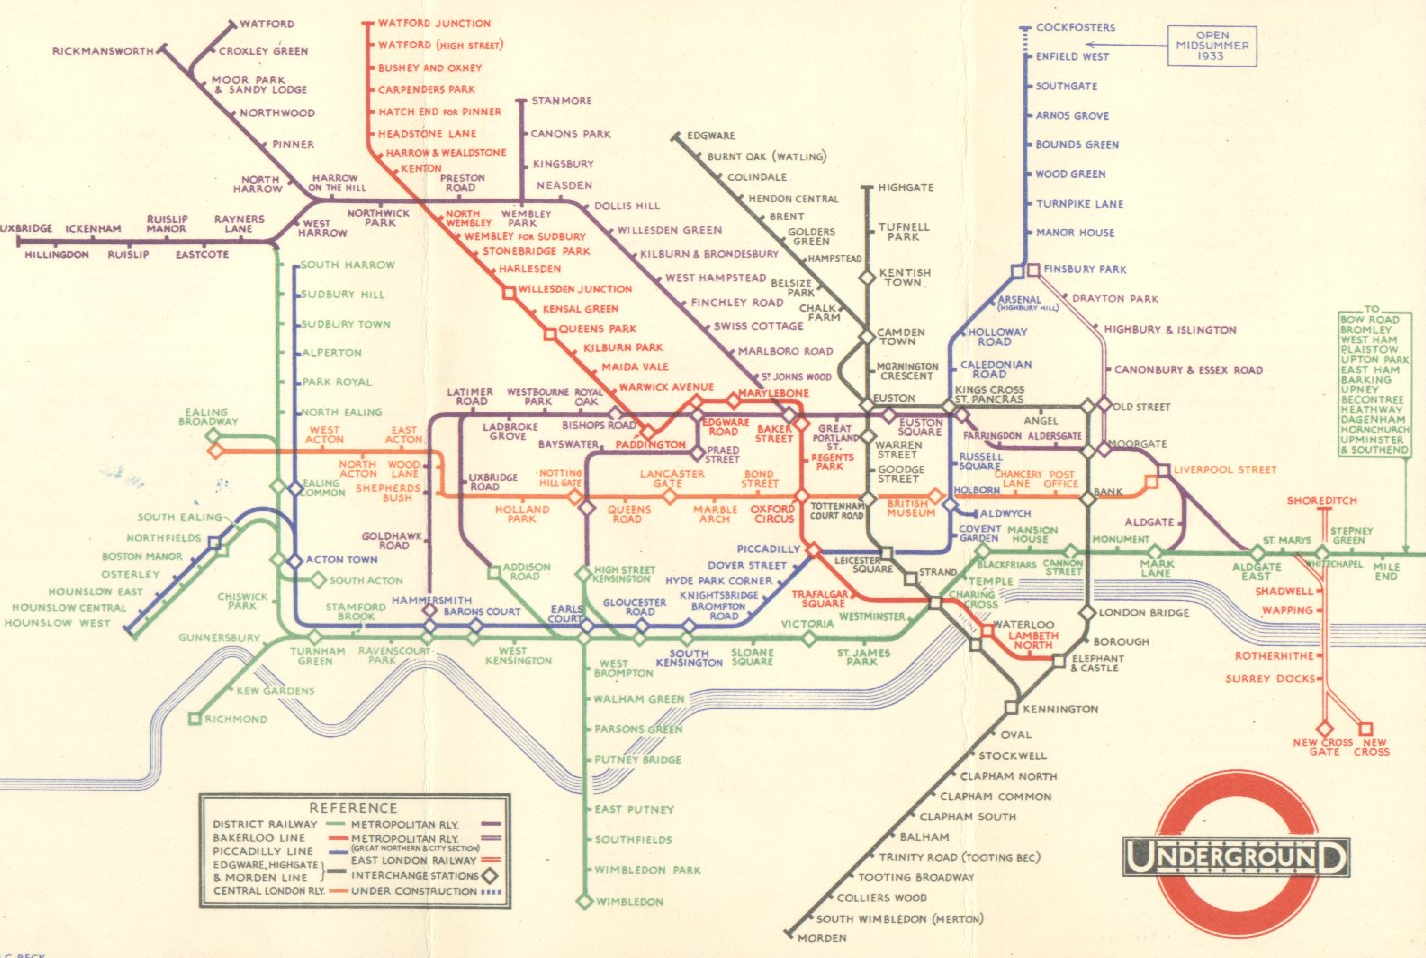 WATFORD
RICKMANSWORTH
CROXLEY GREEN
MOOR PARK
& SANDY LODGE
NORTHWOOD
PINNER
NORTH
HARROW
HARROW
ON THE HILL
NORTHWICK
PARK
PRESTON
ROAD
WEMBLEY
PARK
NEASDEN
STANMORE
CANONS PARK
KINGSBURY
DOLLIS HILL
WILLESDEN GREEN
KILBURN & BRONDESBURY
WEST HAMPSTEAD
FINCHLEY ROAD
SWISS COTTAGE
MARLBORO ROAD
ST. JOHNS WOOD
UXBRIDGE
ICKENHAM
RUISLIP
MANOR
RAYNERS
LANE
WEST
HARROW
HILLINGDON
RUISLIP
EASTCOTE
WATFORD JUNCTION
WATFORD (HIGH STREET)
BUSHEY AND OXHEY
CARPENDERS PARK
HATCH END FOR PINNER
HEADSTONE LANE
HARROW & WEALDSTONE
KENTON
NORTH
WEMBLEY
WEMBLEY FOR SUDBURY
STONEBRIDGE PARK
HARLESDEN
WILLESDEN JUNCTION
KENSAL GREEN
QUEENS PARK
KILBURN PARK
MAIDA VALE
WARWICK AVENUE
MARYLEBONE
PADDINGTON
EDGWARE
ROAD
BAKER
STREET
EDGWARE
BURNT OAK (WATLING)
COLINDALE
HENDON CENTRAL
BRENT
GOLDERS
GREEN
HAMPSTEAD
BELSIZE
PARK
CHALK
FARM
HIGHGATE
TUFNELL
PARK
KENTISH
TOWN
CAMDEN
TOWN
MORNINGTON
CRESCENT
EUSTON
COCKFOSTERS
OPEN
MIDSUMMER
1933
ENFIELD WEST
SOUTHGATE
ARNOS GROVE
BOUNDS GREEN
WOOD GREEN
TURNPIKE LANE
MANOR HOUSE
FINSBURY PARK
ARSENAL
(HIGHBURY HILL)
DRAYTON PARK
HOLLOWAY
ROAD
HIGHBURY & ISLINGTON
CALEDONIAN
ROAD
CANONBURY & ESSEX ROAD
KINGS CROSS
ST. PANCRAS
ANGEL
OLD STREET
MOORGATE
TO
BOW ROAD
BROMLEY
WEST HAM
PLAISTOW
UPTON PARK
EAST HAM
BARKING
UPNEY
BECONTREE
HEATHWAY
DAGENHAM
HORNCHURCH
UPMINSTER
& SOUTHEND
SOUTH HARROW
SUDBURY HILL
SUDBURY TOWN
ALPERTON
PARK ROYAL
NORTH EALING
EALING
BROADWAY
WEST
ACTON
EAST
ACTON
NORTH
ACTON
WOOD
LANE
SHEPHERDS
BUSH
LATIMER
ROAD
LADBROKE
GROVE
WESTBOURNE
PARK
ROYAL
OAK
BISHOPS ROAD
BAYSWATER
PRAED
STREET
GREAT
PORTLAND
ST.
REGENTS
PARK
EUSTON
SQUARE
WARREN
STREET
GOODGE
STREET
FARRINGDON
ALDERSGATE
RUSSELL
SQUARE
LIVERPOOL STREET
UXBRIDGE
ROAD
NOTTING
HILL GATE
HOLLAND
PARK
LANCASTER
GATE
QUEENS
ROAD
MARBLE
ARCH
BOND
STREET
OXFORD
CIRCUS
TOTTENHAM
COURT ROAD
BRITISH
MUSEUM
HOLBORN
CHANCERY
LANE
POST
OFFICE
BANK
ALDWYCH
COVENT
GARDEN
EALING
COMMON
SOUTH EALING
NORTHFIELDS
BOSTON MANOR
OSTERLEY
HOUNSLOW EAST
HOUNSLOW CENTRAL
HOUNSLOW WEST
ACTON TOWN
SOUTH ACTON
CHISWICK
PARK
GUNNERSBURY
KEW GARDENS
RICHMOND
TURNHAM
GREEN
STAMFORD
BROOK
RAVENSCOURT
PARK
GOLDHAWK
ROAD
HAMMERSMITH
BARONS COURT
WEST
KENSINGTON
ADDISON
ROAD
EARLS
COURT
HIGH STREET
KENSINGTON
GLOUCESTER
ROAD
SOUTH
KENSINGTON
PICCADILLY
DOVER STREET
HYDE PARK CORNER
KNIGHTSBRIDGE
BROMPTON
ROAD
SLOANE
SQUARE
VICTORIA
ST. JAMES
PARK
WESTMINSTER
LEICESTER
SQUARE
TRAFALGAR
SQUARE
STRAND
CHARING
CROSS
TEMPLE
BLACKFRIARS
MANSION
HOUSE
CANNON
STREET
MONUMENT
MARK
LANE
ALDGATE
ALDGATE
EAST
ST. MARYS
SHOREDITCH
STEPNEY
GREEN
WHITECHAPEL
MILE
END
SHADWELL
WAPPING
ROTHERHITHE
SURREY DOCKS
NEW CROSS
GATE
NEW
CROSS
WATERLOO
LAMBETH
NORTH
LONDON BRIDGE
BOROUGH
ELEPHANT
& CASTLE
KENNINGTON
OVAL
STOCKWELL
CLAPHAM NORTH
CLAPHAM COMMON
CLAPHAM SOUTH
BALHAM
TRINITY ROAD (TOOTING BEC)
TOOTING BROADWAY
COLLIERS WOOD
SOUTH WIMBLEDON (MERTON)
MORDEN
WEST
BROMPTON
WALHAM GREEN
PARSONS GREEN
PUTNEY BRIDGE
EAST PUTNEY
SOUTHFIELDS
WIMBLEDON PARK
WIMBLEDON
REFERENCE
DISTRICT RAILWAY
BAKERLOO LINE
PICCADILLY LINE
EDGWARE, HIGHGATE
& MORDEN LINE
CENTRAL LONDON RLY.
METROPOLITAN RLY.
METROPOLITAN RLY.
(GREAT NORTHERN & CITY SECTION)
EAST LONDON RAILWAY
INTERCHANGE STATIONS
UNDER CONSTRUCTION
UNDERGROUND